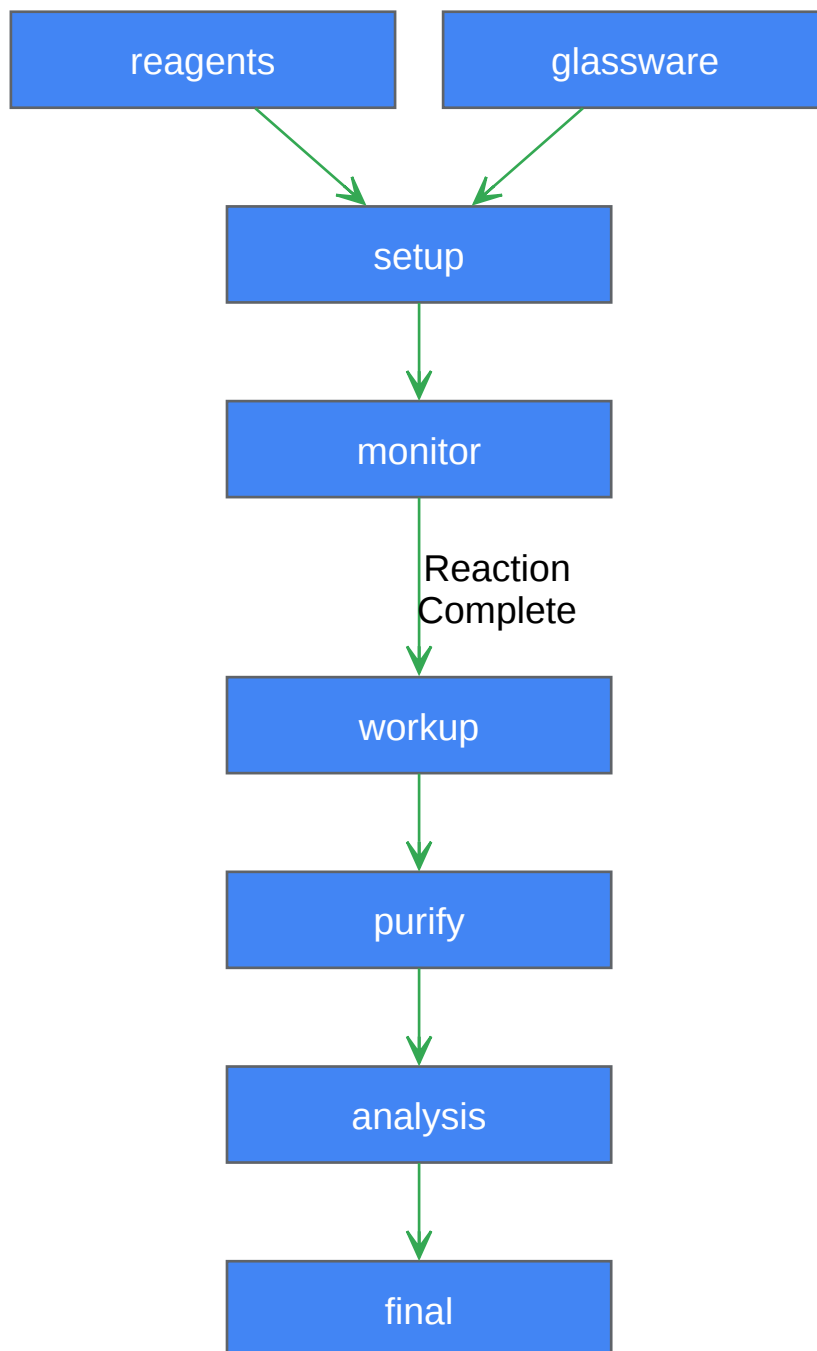 reagents
glassware
setup
monitor
Reaction
Complete
workup
purify
analysis
final